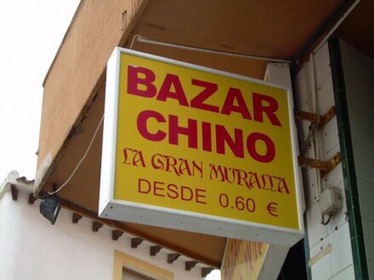 BAZAR
CHINO
LA GRAN MURALLA
DESDE 0.60 €